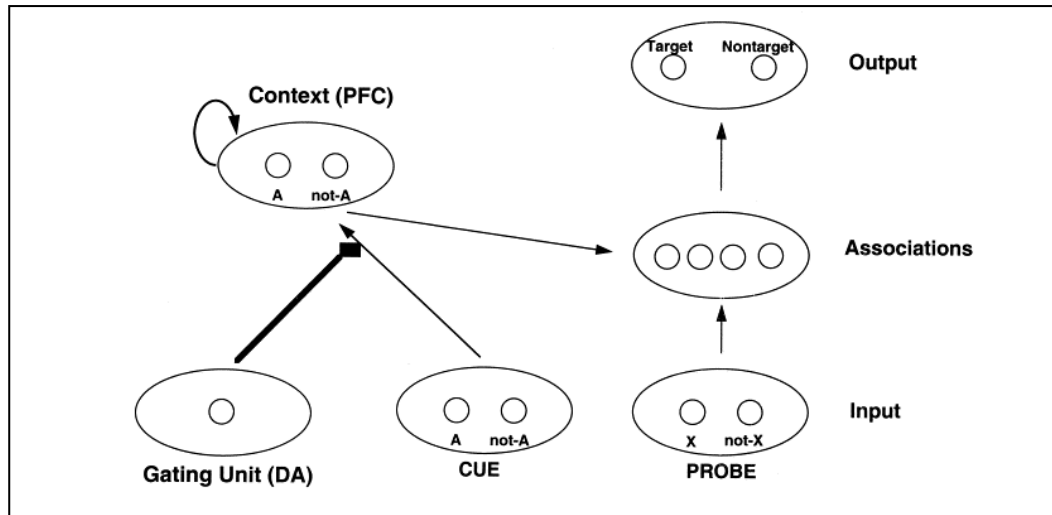 Target Nontarget
Output
Context (PFC)
A not-A
Associations
A not-A
X not-X
Input
Gating Unit (DA)
CUE
PROBE